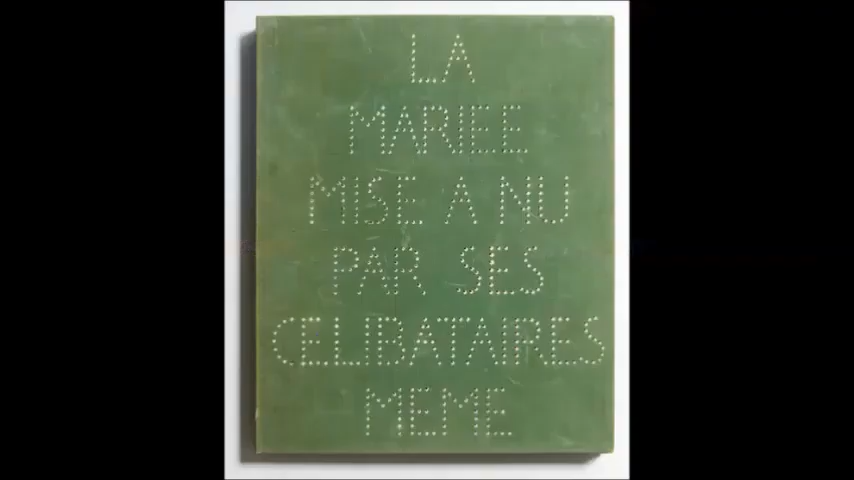 LA
MARIEE
MISE A NU
PAR SES
CELIBATAIRES
MEME